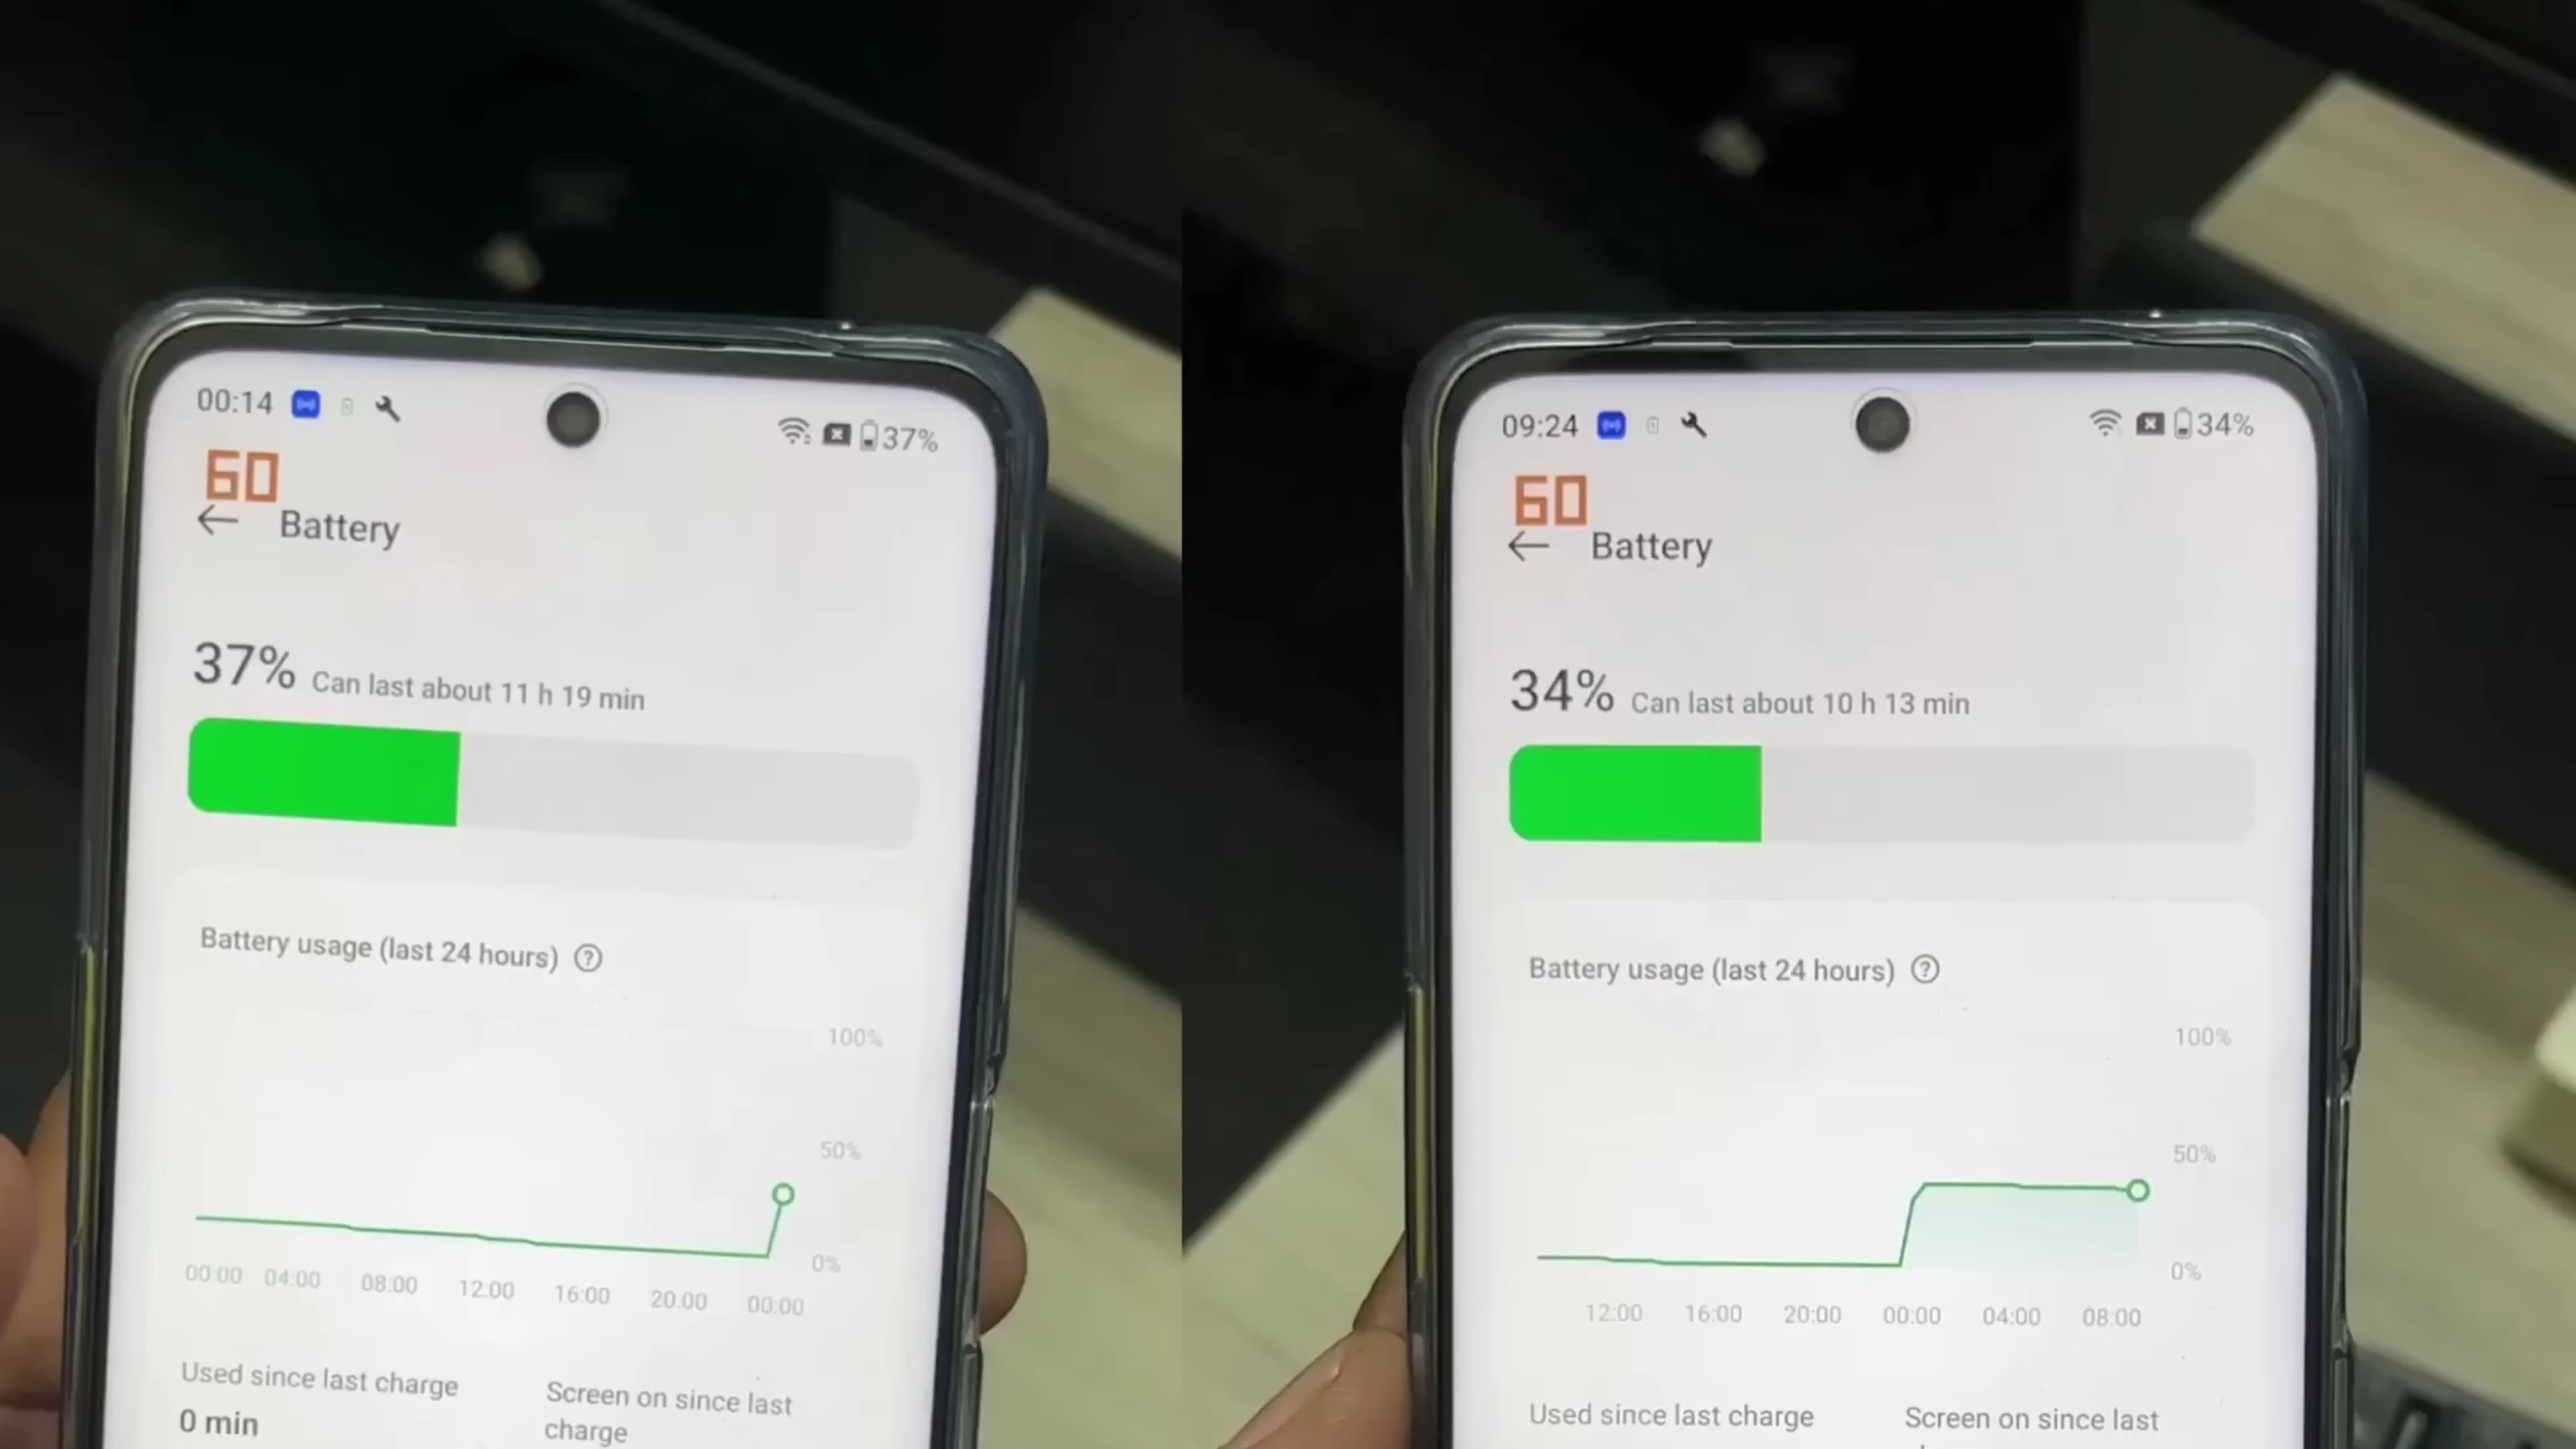 00:14
37%
60
Battery
37% Can last about 11 h 19 min
Battery usage (last 24 hours) ?
100%
50%
0%
00:00 04:00 08:00 12:00 16:00 20:00 00:00
Used since last charge
0 min
Screen on since last
charge
09:24
34%
60
Battery
34% Can last about 10 h 13 min
Battery usage (last 24 hours) ?
100%
50%
0%
12:00 16:00 20:00 00:00 04:00 08:00
Used since last charge
Screen on since last